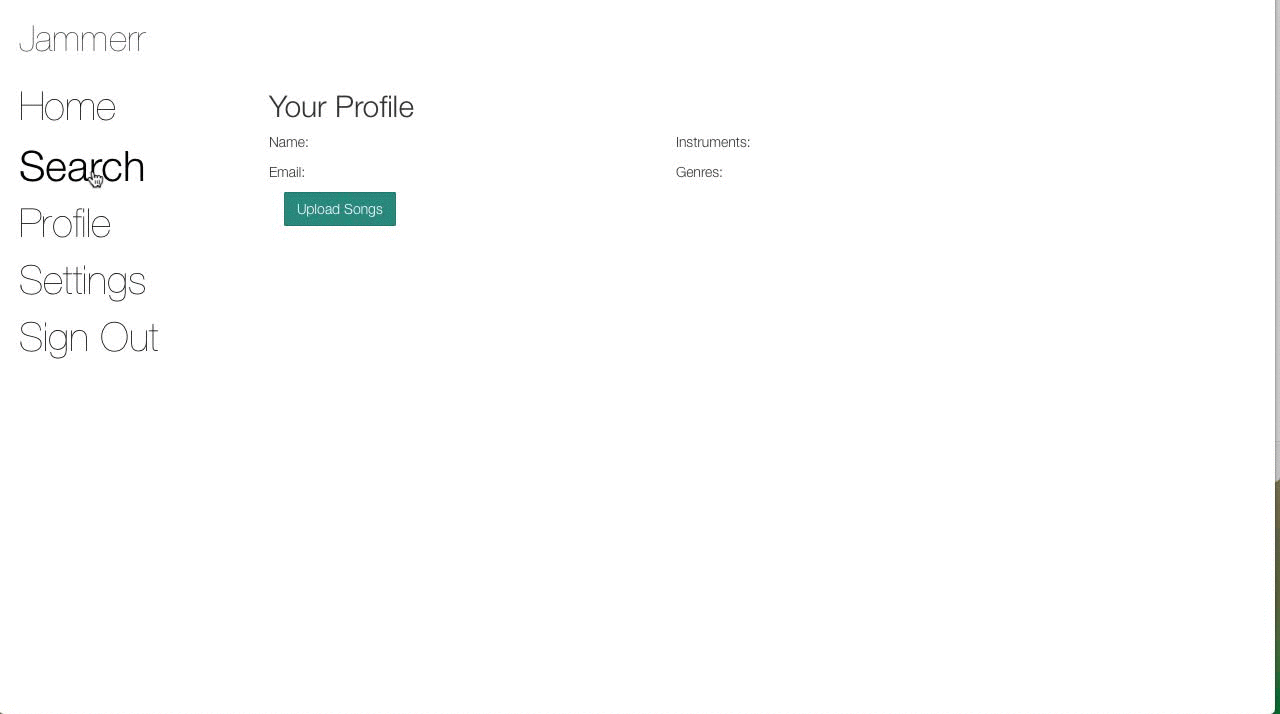 Jammerr
Home
Search
Profile
Settings
Sign Out
Your Profile
Name:
Instruments:
Email:
Genres:
Upload Songs